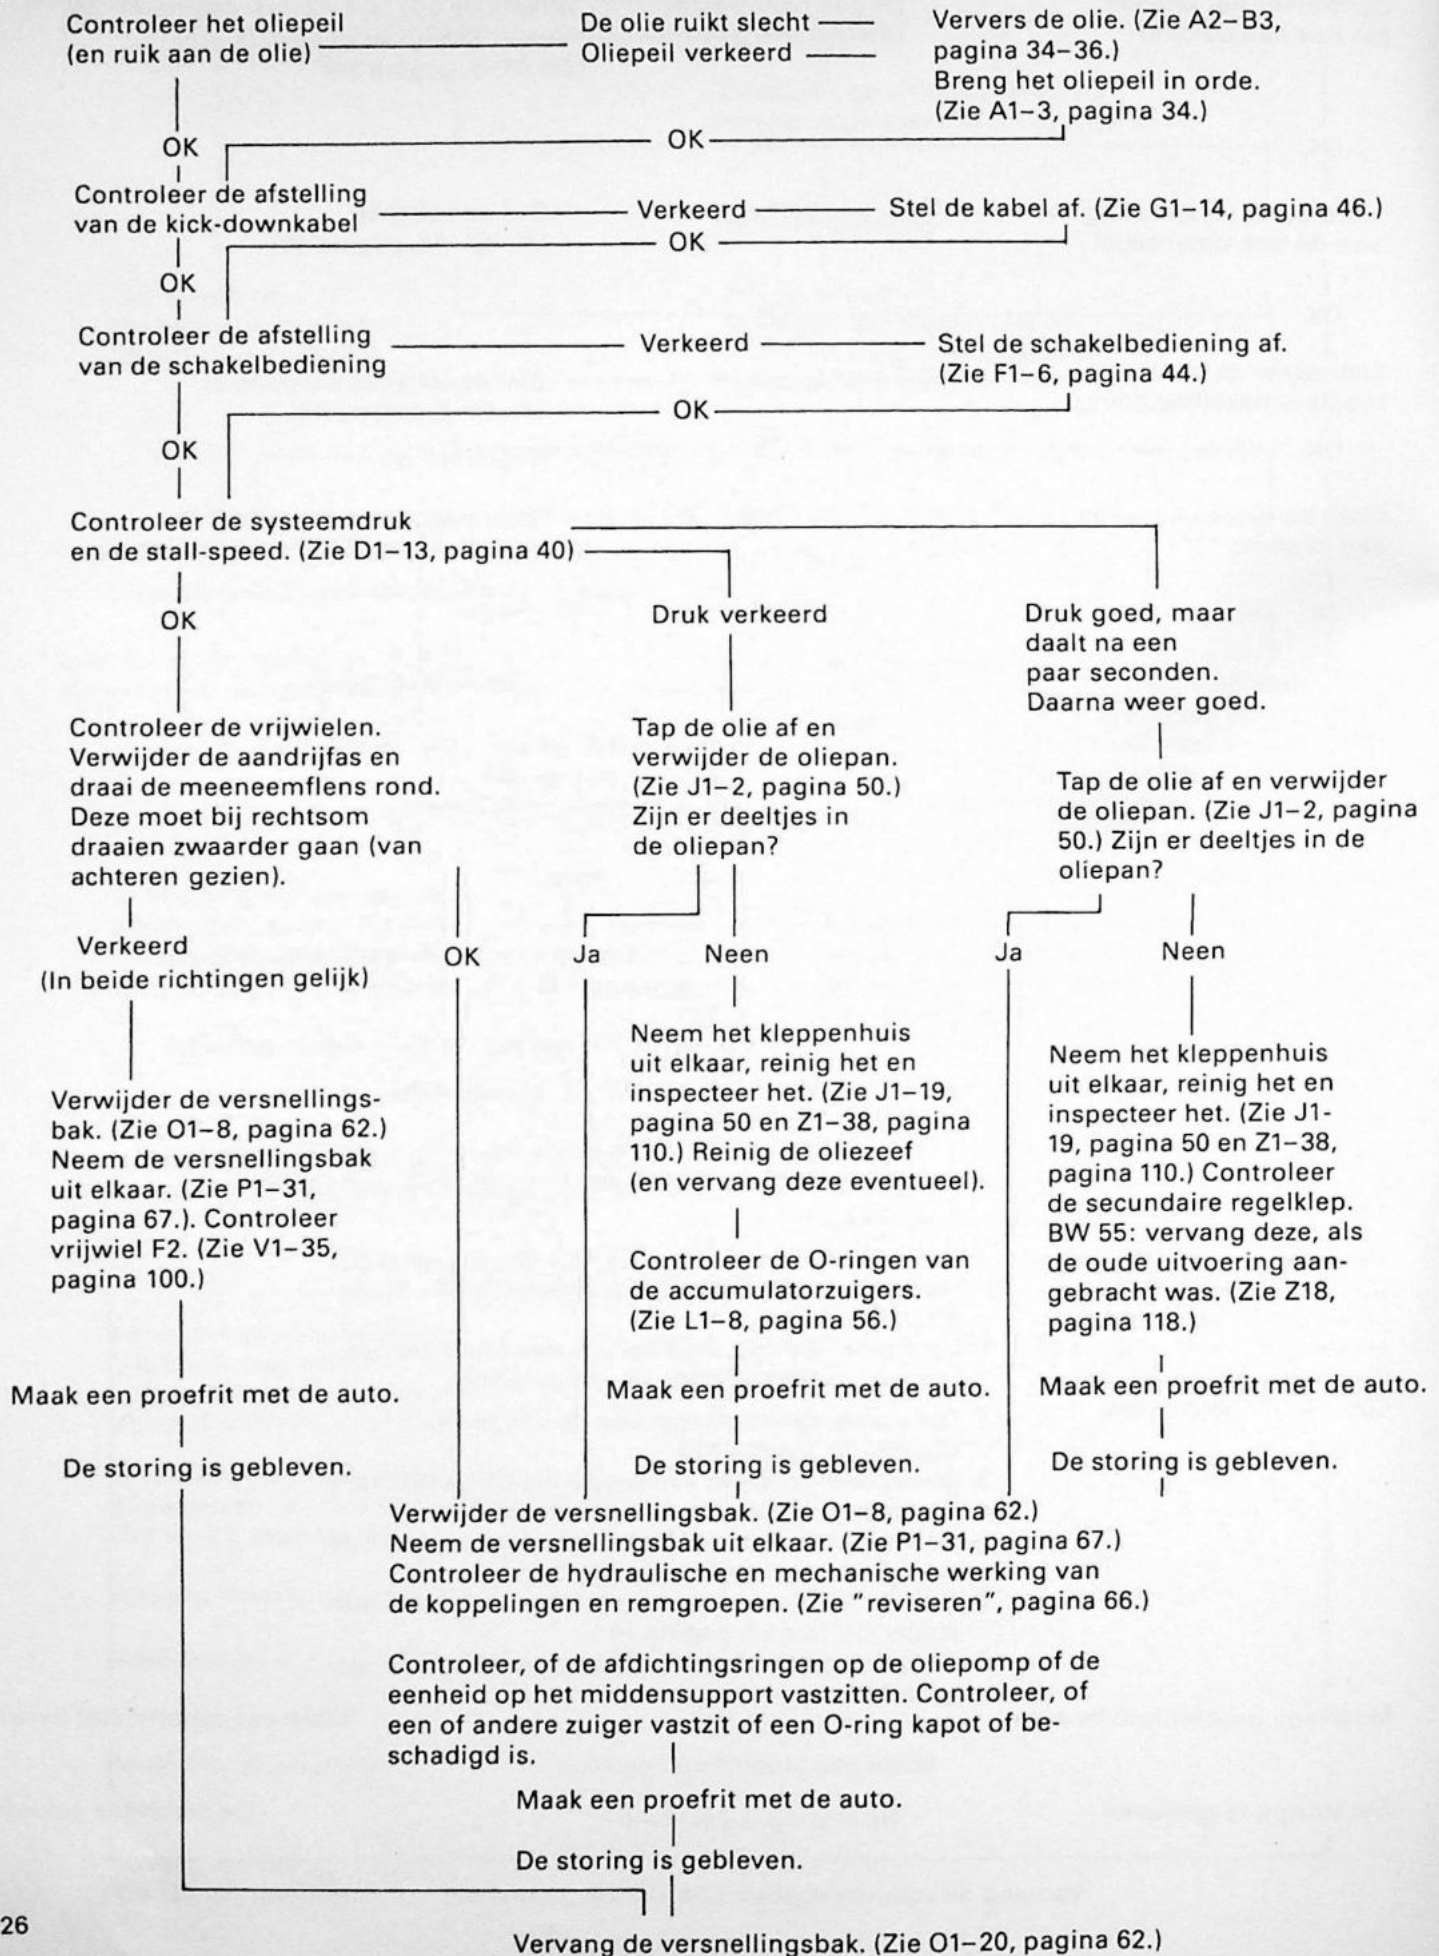 Controleer het oliepeil
(en ruik aan de olie)
De olie ruikt slecht
Oliepeil verkeerd
Ververs de olie. (Zie A2–B3,
pagina 34–36.)
Breng het oliepeil in orde.
(Zie A1–3, pagina 34.)
OK
OK
Controleer de afstelling
van de kick-downkabel
Verkeerd
Stel de kabel af. (Zie G1–14, pagina 46.)
OK
OK
Controleer de afstelling
van de schakelbediening
Verkeerd
Stel de schakelbediening af.
(Zie F1–6, pagina 44.)
OK
OK
Controleer de systeemdruk
en de stall-speed. (Zie D1–13, pagina 40)
OK
Druk verkeerd
Druk goed, maar
daalt na een
paar seconden.
Daarna weer goed.
Controleer de vrijwielen.
Verwijder de aandrijfas en
draai de meeneemflens rond.
Deze moet bij rechtsom
draaien zwaarder gaan (van
achteren gezien).
Tap de olie af en
verwijder de oliepan.
(Zie J1–2, pagina 50.)
Zijn er deeltjes in
de oliepan?
Tap de olie af en verwijder
de oliepan. (Zie J1–2, pagina
50.) Zijn er deeltjes in de
oliepan?
Verkeerd
(In beide richtingen gelijk)
OK
Ja
Neen
Ja
Neen
Verwijder de versnellings-
bak. (Zie O1–8, pagina 62.)
Neem de versnellingsbak
uit elkaar. (Zie P1–31,
pagina 67.). Controleer
vrijwiel F2. (Zie V1–35,
pagina 100.)
Neem het kleppenhuis
uit elkaar, reinig het en
inspecteer het. (Zie J1–19,
pagina 50 en Z1–38, pagina
110.) Reinig de oliezeef
(en vervang deze eventueel).
Controleer de O-ringen van
de accumulatorzuigers.
(Zie L1–8, pagina 56.)
Neem het kleppenhuis
uit elkaar, reinig het en
inspecteer het. (Zie J1-
19, pagina 50 en Z1–38,
pagina 110.) Controleer
de secundaire regelklep.
BW 55: vervang deze, als
de oude uitvoering aan-
gebracht was. (Zie Z18,
pagina 118.)
Maak een proefrit met de auto.
Maak een proefrit met de auto.
Maak een proefrit met de auto.
De storing is gebleven.
De storing is gebleven.
De storing is gebleven.
Verwijder de versnellingsbak. (Zie O1–8, pagina 62.)
Neem de versnellingsbak uit elkaar. (Zie P1–31, pagina 67.)
Controleer de hydraulische en mechanische werking van
de koppelingen en remgroepen. (Zie "reviseren", pagina 66.)
Controleer, of de afdichtingsringen op de oliepomp of de
eenheid op het middensupport vastzitten. Controleer, of
een of andere zuiger vastzit of een O-ring kapot of be-
schadigd is.
Maak een proefrit met de auto.
De storing is gebleven.
Vervang de versnellingsbak. (Zie O1–20, pagina 62.)
26